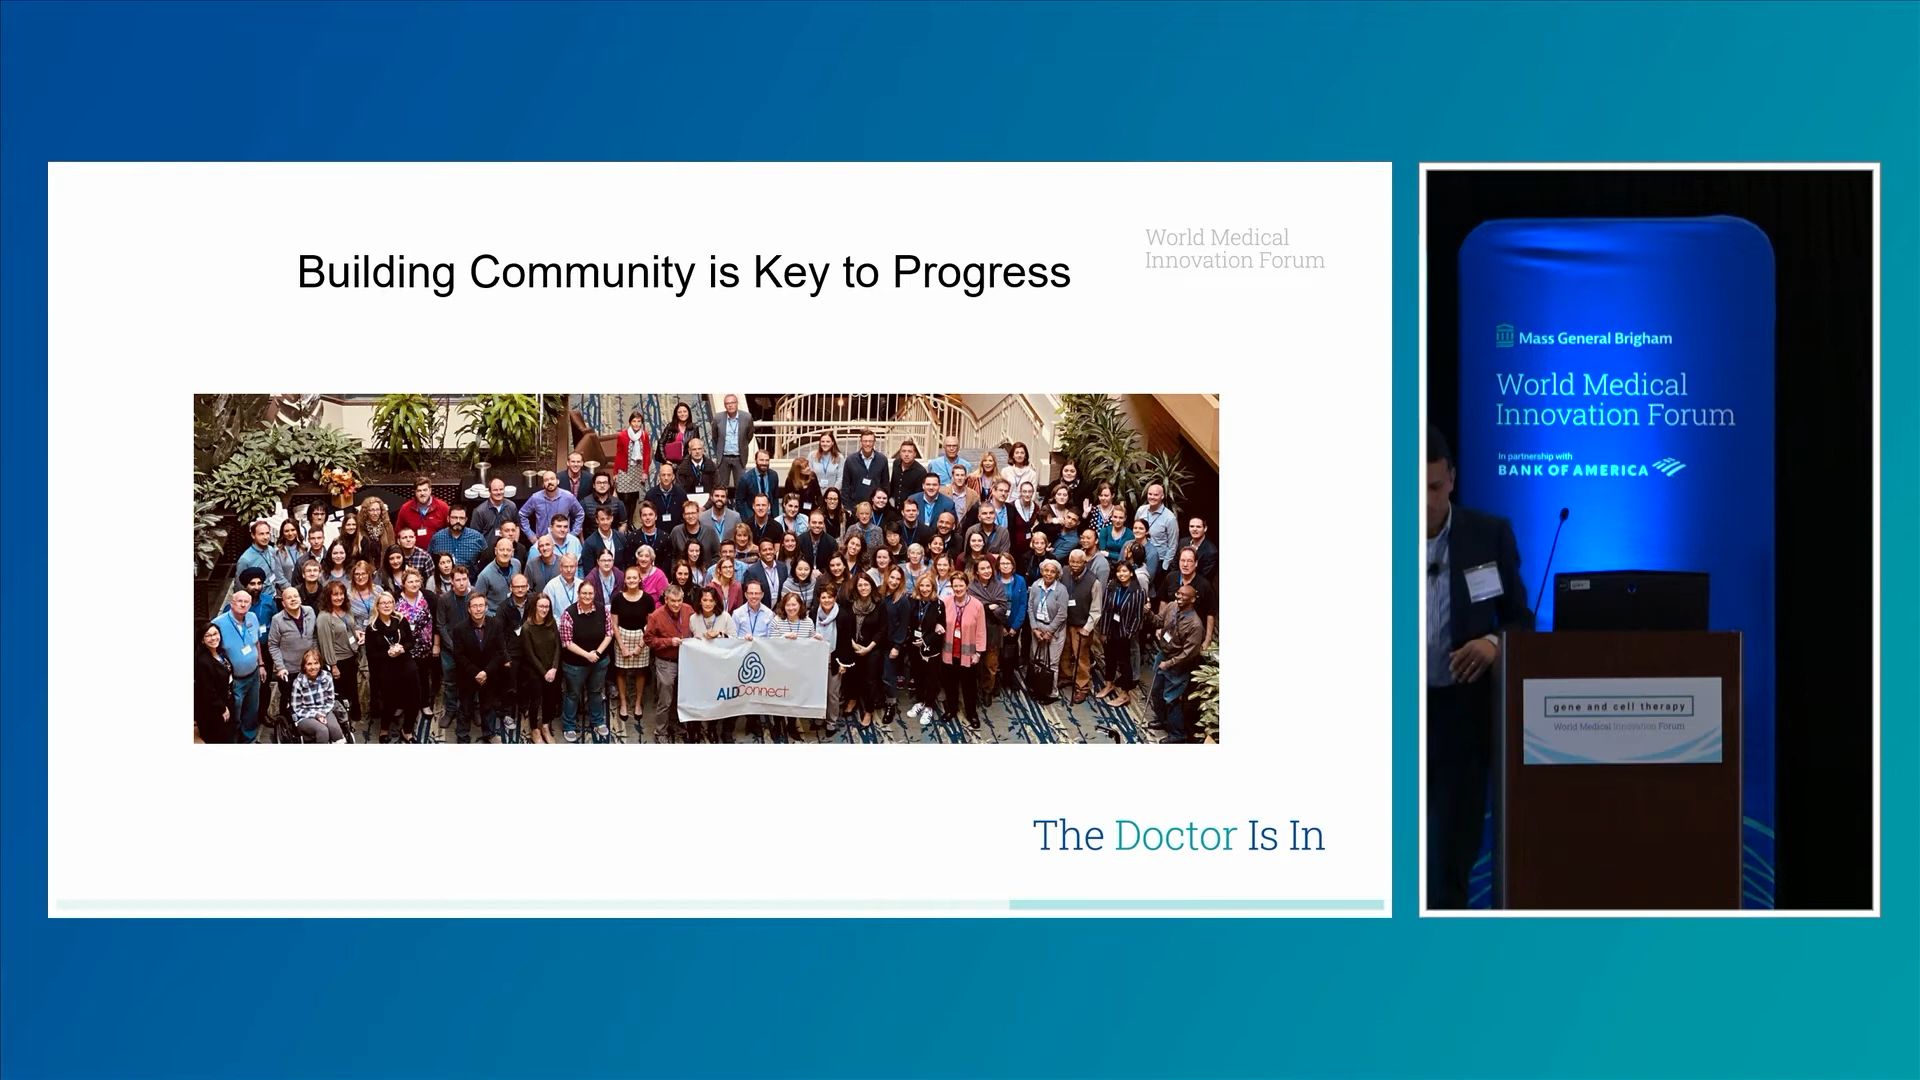 Building Community is Key to Progress
World Medical
Innovation Forum
ALDConnect
The Doctor Is In
Mass General Brigham
World Medical
Innovation Forum
In partnership with
BANK OF AMERICA
gene and cell therapy
World Medical Innovation Forum